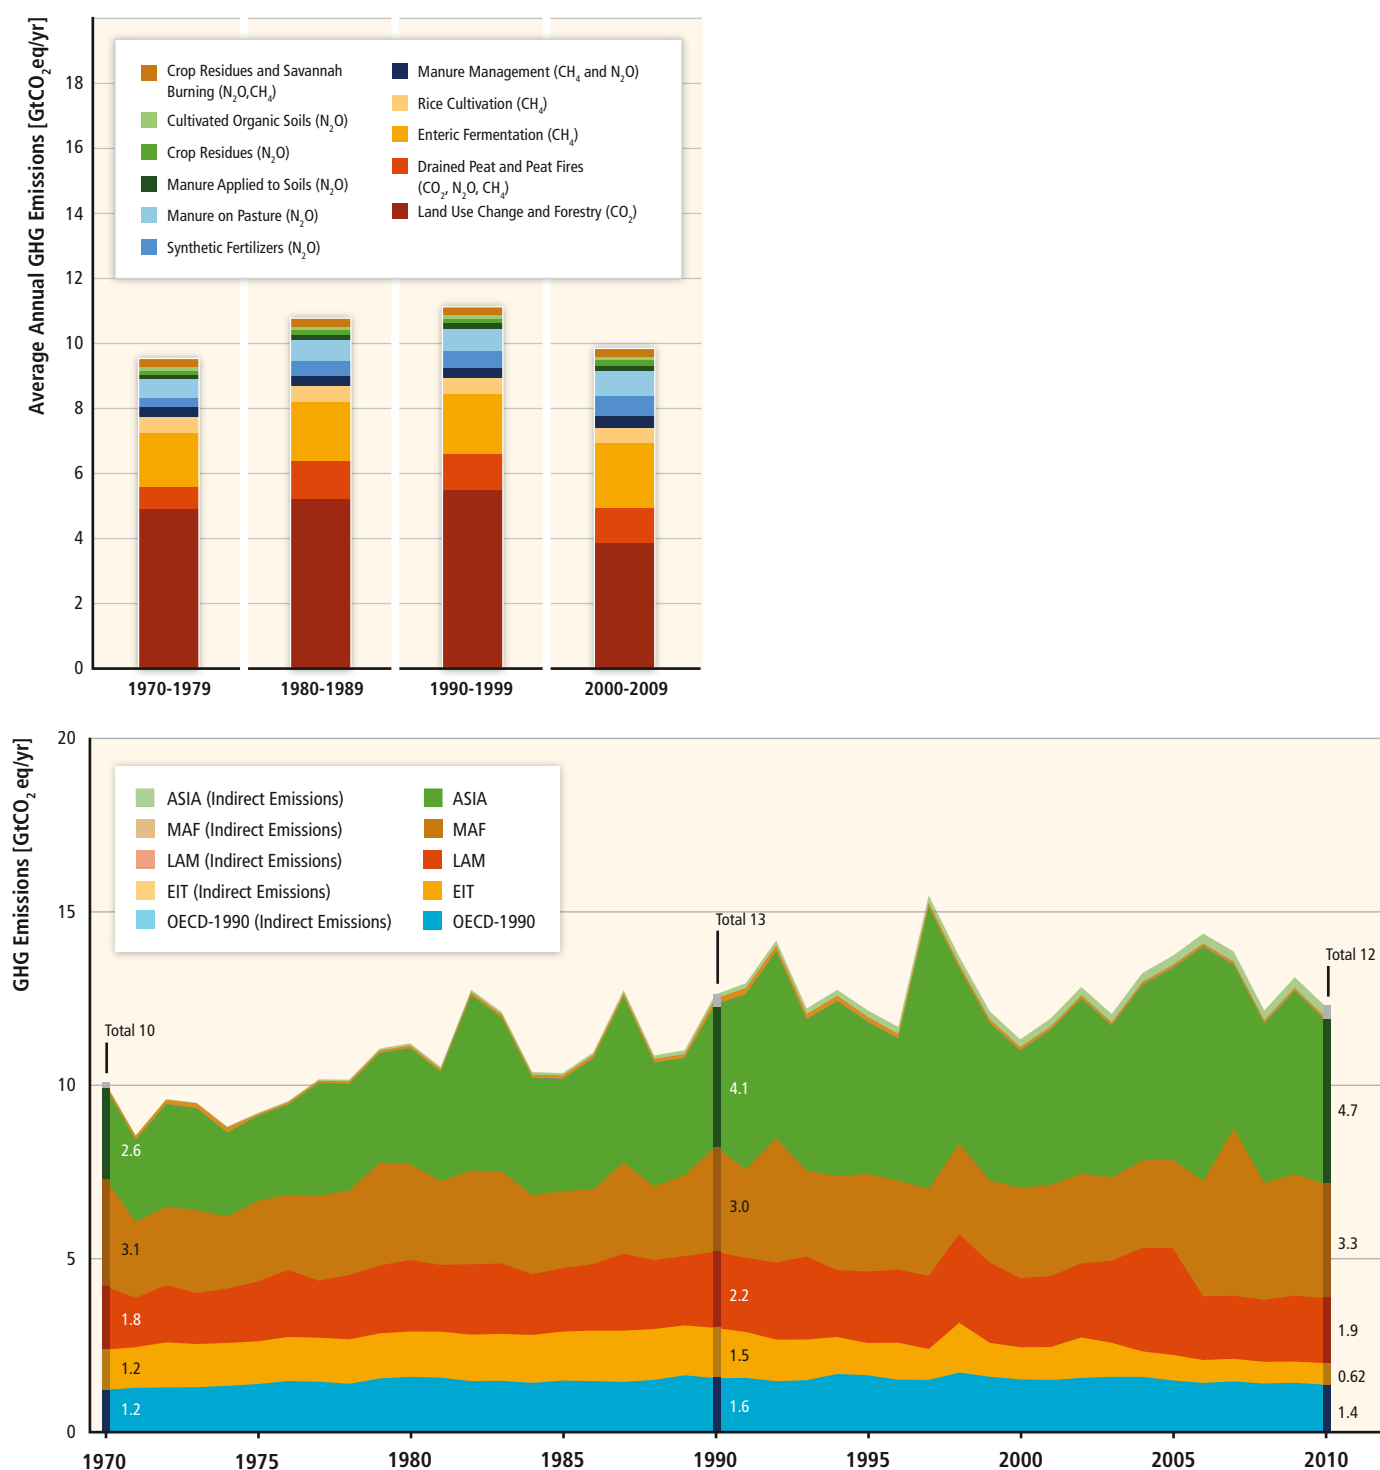 Average Annual GHG Emissions [GtCO₂eq/yr]
18
16
14
12
10
8
6
4
2
0
Crop Residues and Savannah
Burning (N₂O,CH₄)
Cultivated Organic Soils (N₂O)
Crop Residues (N₂O)
Manure Applied to Soils (N₂O)
Manure on Pasture (N₂O)
Synthetic Fertilizers (N₂O)
Manure Management (CH₄ and N₂O)
Rice Cultivation (CH₄)
Enteric Fermentation (CH₄)
Drained Peat and Peat Fires
(CO₂, N₂O, CH₄)
Land Use Change and Forestry (CO₂)
1970-1979
1980-1989
1990-1999
2000-2009
GHG Emissions [GtCO₂ eq/yr]
20
15
10
5
0
ASIA (Indirect Emissions)
MAF (Indirect Emissions)
LAM (Indirect Emissions)
EIT (Indirect Emissions)
OECD-1990 (Indirect Emissions)
ASIA
MAF
LAM
EIT
OECD-1990
Total 10
2.6
3.1
1.8
1.2
1.2
Total 13
4.1
3.0
2.2
1.5
1.6
Total 12
4.7
3.3
1.9
0.62
1.4
1970
1975
1980
1985
1990
1995
2000
2005
2010